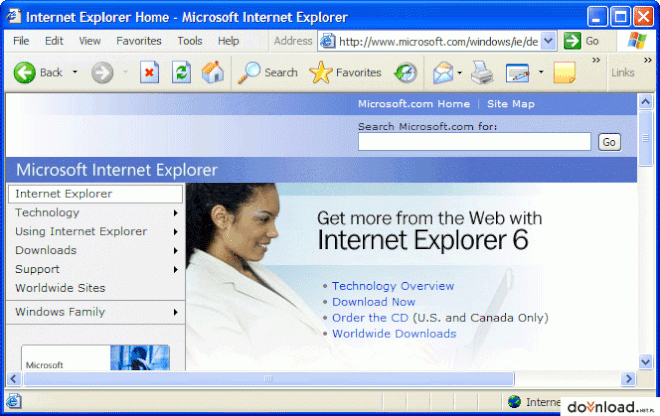 Internet Explorer Home - Microsoft Internet Explorer
File Edit View Favorites Tools Help Address http://www.microsoft.com/windows/ie/de Go
Back Search Favorites Links
Microsoft.com Home | Site Map
Search Microsoft.com for:
Go
Microsoft Internet Explorer
Internet Explorer
Technology
Using Internet Explorer
Downloads
Support
Worldwide Sites
Windows Family
Microsoft
Get more from the Web with
Internet Explorer 6
• Technology Overview
• Download Now
• Order the CD (U.S. and Canada Only)
• Worldwide Downloads
Interne
download.NET.PL